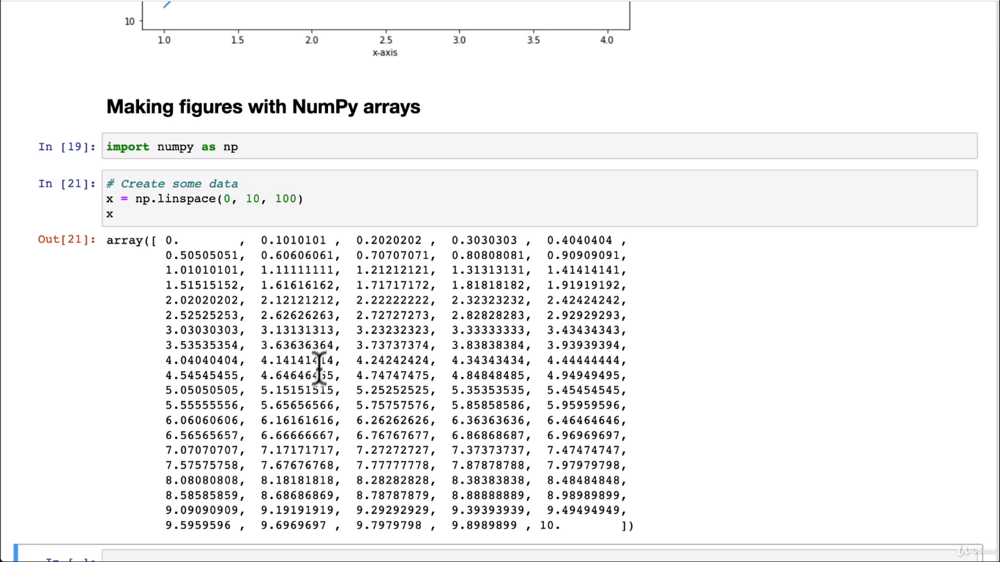 10
1.0 1.5 2.0 2.5 3.0 3.5 4.0
x-axis
Making figures with NumPy arrays
In [19]: import numpy as np
In [21]: # Create some data
x = np.linspace(0, 10, 100)
x
Out[21]: array([ 0. , 0.1010101 , 0.2020202 , 0.3030303 , 0.4040404 ,
0.50505051, 0.60606061, 0.70707071, 0.80808081, 0.90909091,
1.01010101, 1.11111111, 1.21212121, 1.31313131, 1.41414141,
1.51515152, 1.61616162, 1.71717172, 1.81818182, 1.91919192,
2.02020202, 2.12121212, 2.22222222, 2.32323232, 2.42424242,
2.52525253, 2.62626263, 2.72727273, 2.82828283, 2.92929293,
3.03030303, 3.13131313, 3.23232323, 3.33333333, 3.43434343,
3.53535354, 3.63636364, 3.73737374, 3.83838384, 3.93939394,
4.04040404, 4.14141414, 4.24242424, 4.34343434, 4.44444444,
4.54545455, 4.64646465, 4.74747475, 4.84848485, 4.94949495,
5.05050505, 5.15151515, 5.25252525, 5.35353535, 5.45454545,
5.55555556, 5.65656566, 5.75757576, 5.85858586, 5.95959596,
6.06060606, 6.16161616, 6.26262626, 6.36363636, 6.46464646,
6.56565657, 6.66666667, 6.76767677, 6.86868687, 6.96969697,
7.07070707, 7.17171717, 7.27272727, 7.37373737, 7.47474747,
7.57575758, 7.67676768, 7.77777778, 7.87878788, 7.97979798,
8.08080808, 8.18181818, 8.28282828, 8.38383838, 8.48484848,
8.58585859, 8.68686869, 8.78787879, 8.88888889, 8.98989899,
9.09090909, 9.19191919, 9.29292929, 9.39393939, 9.49494949,
9.5959596 , 9.6969697 , 9.7979798 , 9.8989899 , 10. ])
In [ ]:
Udemy